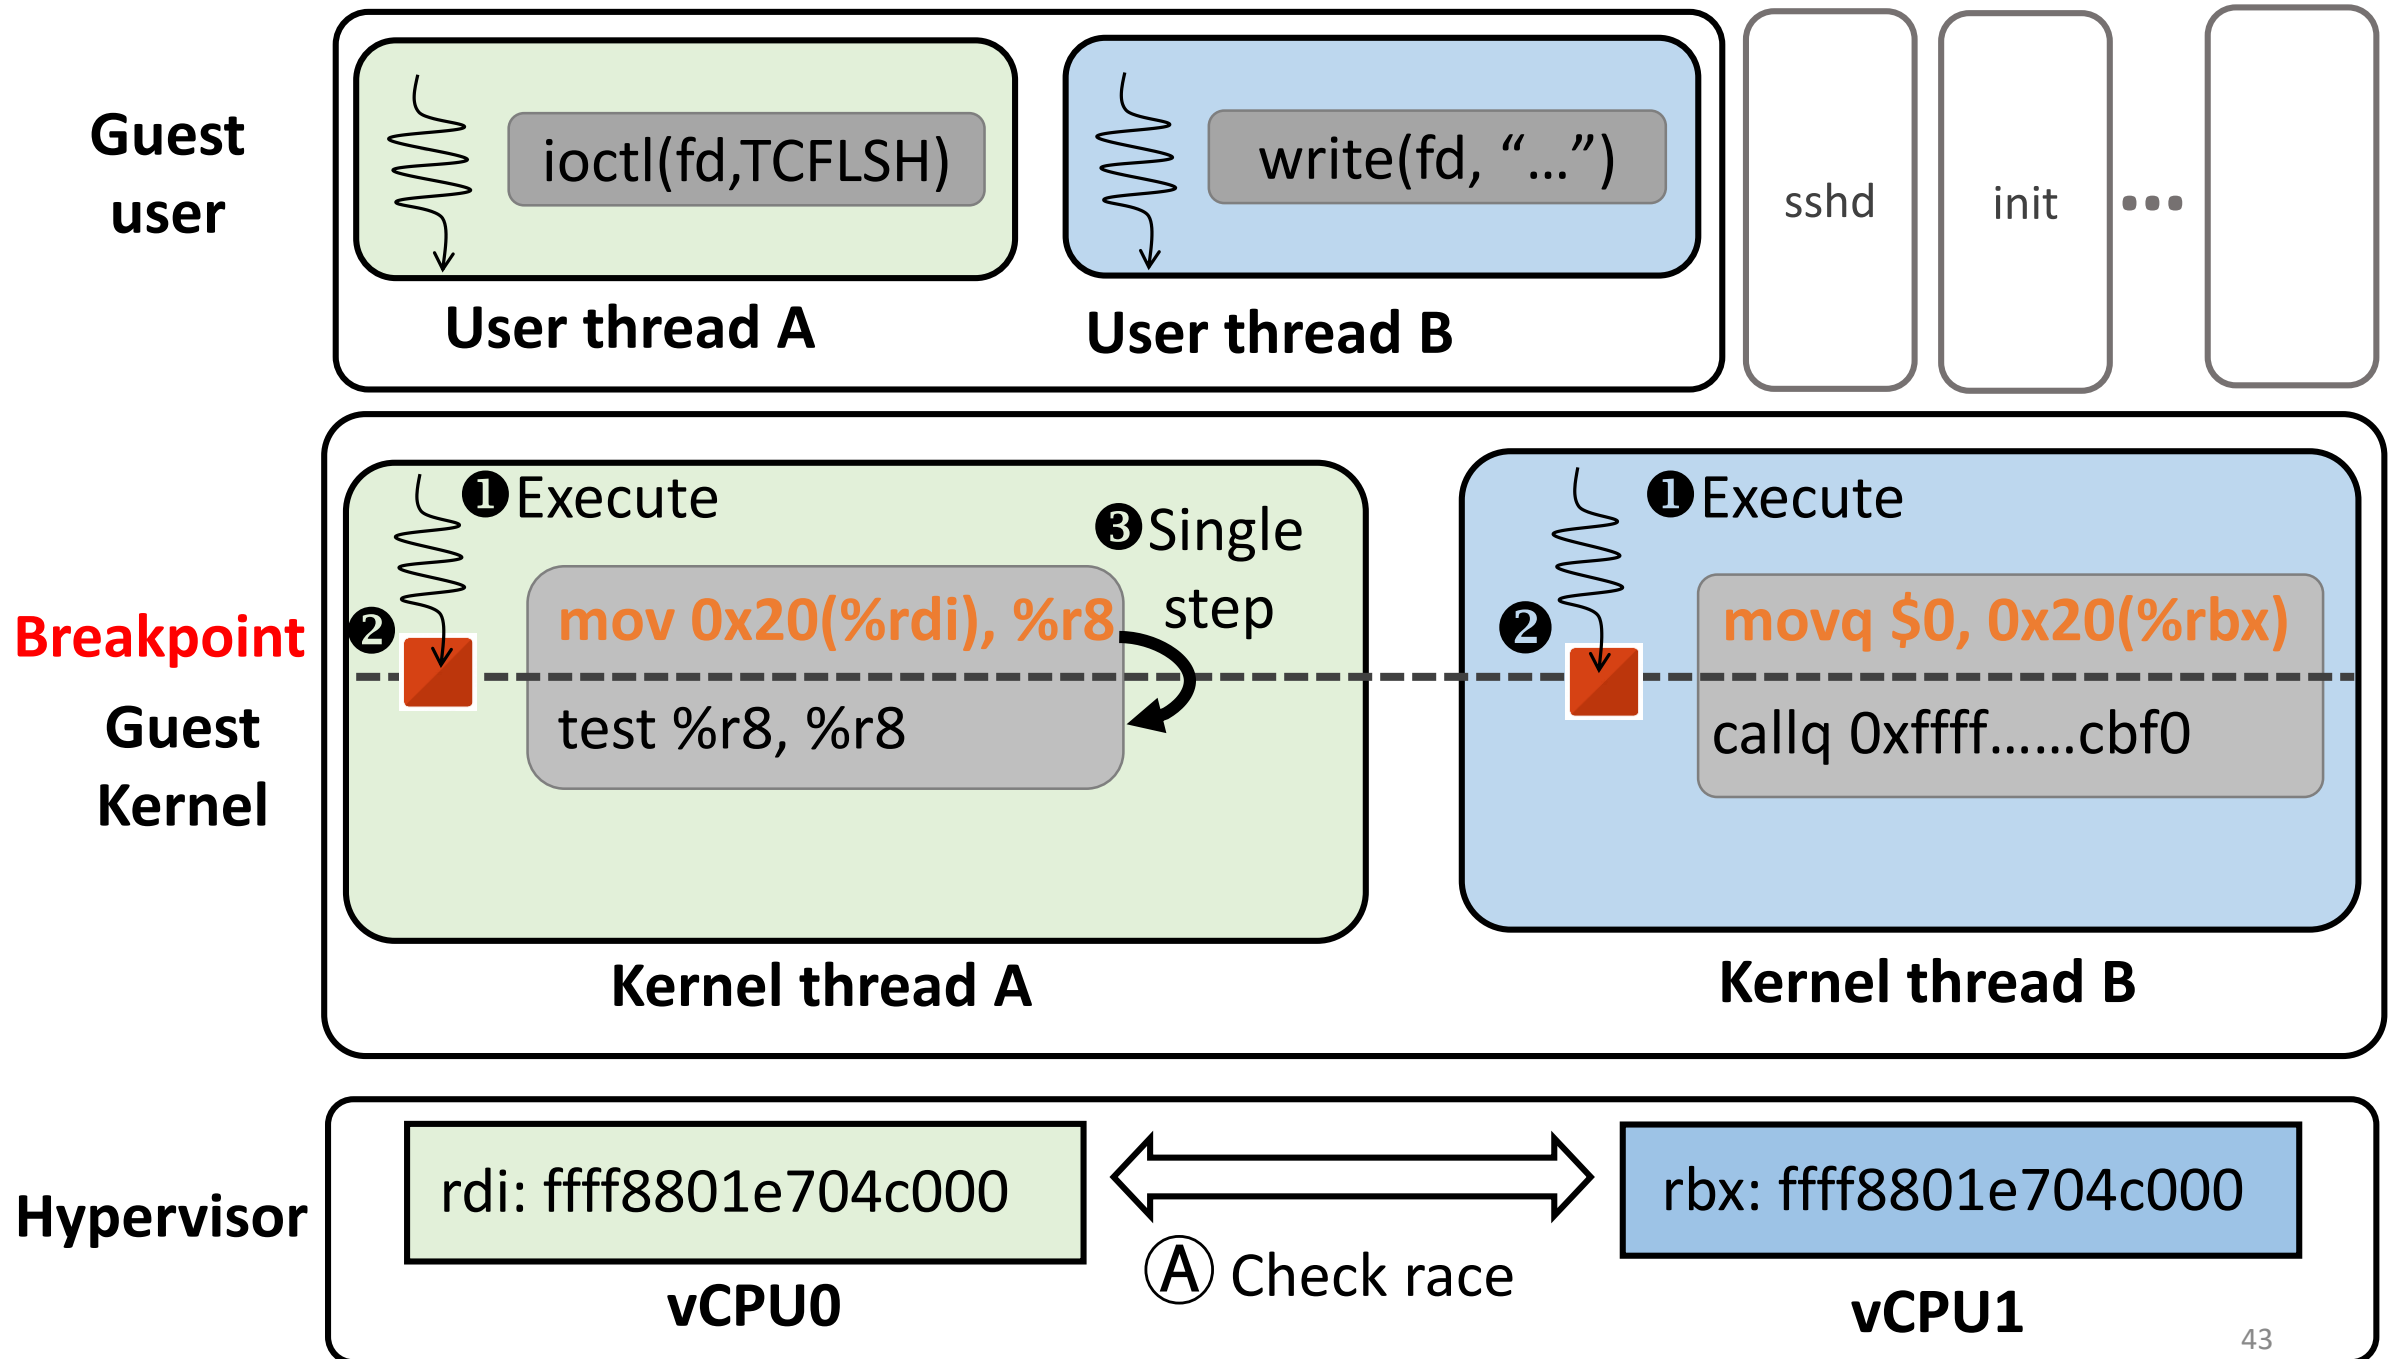 Guest
user
ioctl(fd,TCFLSH)
User thread A
write(fd, “…”)
User thread B
sshd
init
...
Breakpoint
Guest
Kernel
❶Execute
❷
❸Single
step
mov 0x20(%rdi), %r8
test %r8, %r8
Kernel thread A
❶Execute
❷
movq $0, 0x20(%rbx)
callq 0xffff……cbf0
Kernel thread B
Hypervisor
rdi: ffff8801e704c000
vCPU0
Ⓐ Check race
rbx: ffff8801e704c000
vCPU1
43